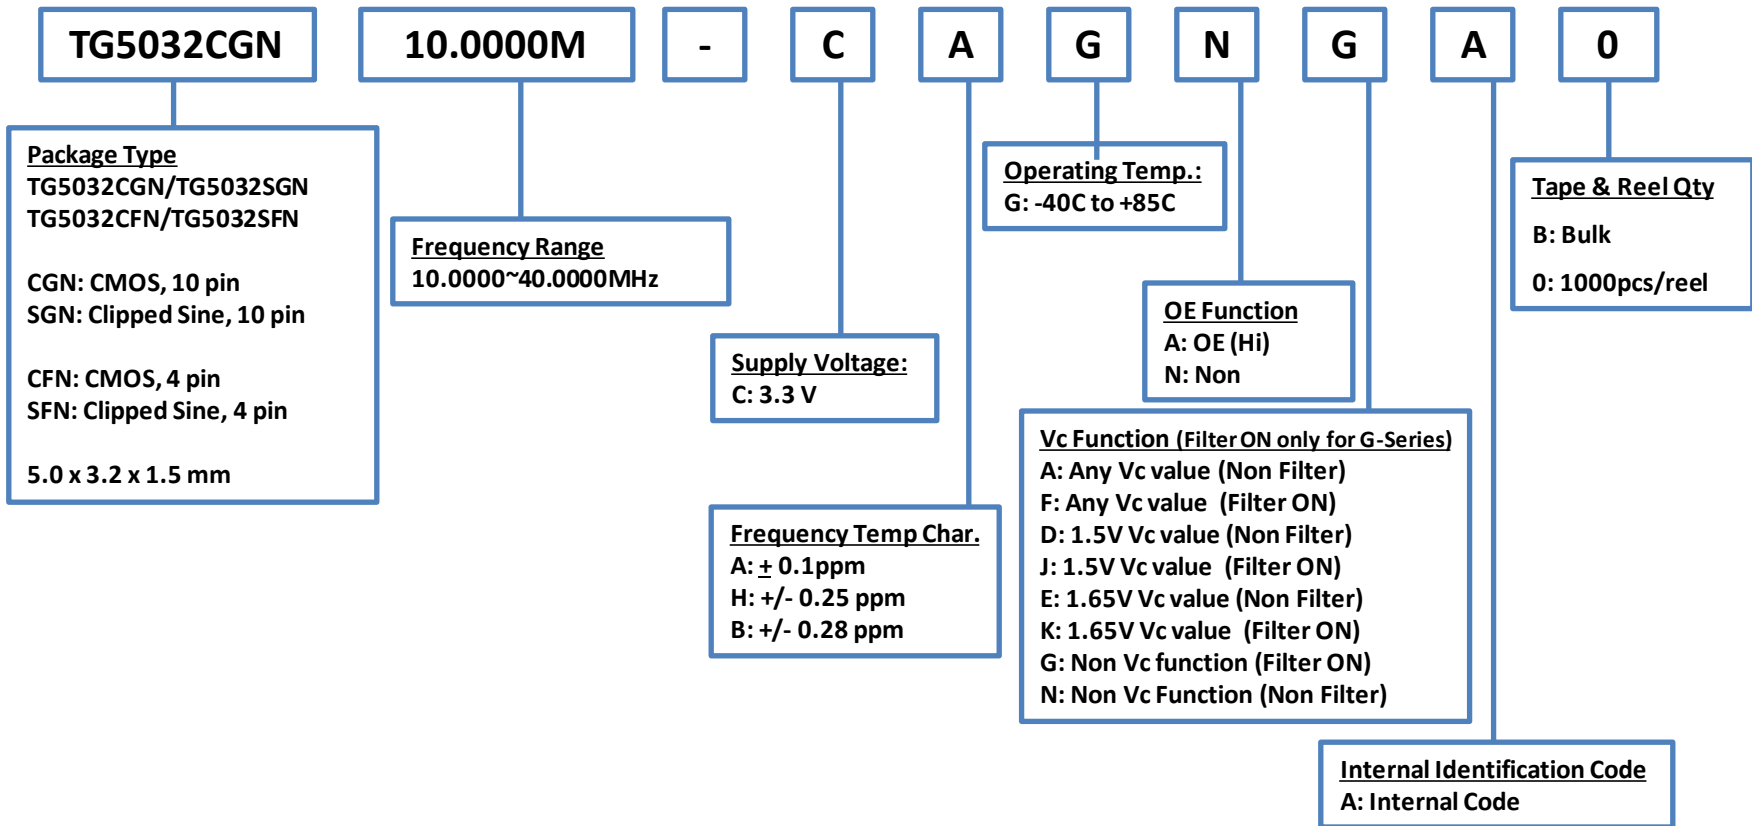 TG5032CGN 10.0000M - C A G N G A 0
Package Type
TG5032CGN/TG5032SGN
TG5032CFN/TG5032SFN
CGN: CMOS, 10 pin
SGN: Clipped Sine, 10 pin
CFN: CMOS, 4 pin
SFN: Clipped Sine, 4 pin
5.0 x 3.2 x 1.5 mm
Frequency Range
10.0000~40.0000MHz
Supply Voltage:
C: 3.3 V
Frequency Temp Char.
A: ± 0.1ppm
H: +/- 0.25 ppm
B: +/- 0.28 ppm
Operating Temp.:
G: -40C to +85C
OE Function
A: OE (Hi)
N: Non
Vc Function (Filter ON only for G-Series)
A: Any Vc value (Non Filter)
F: Any Vc value (Filter ON)
D: 1.5V Vc value (Non Filter)
J: 1.5V Vc value (Filter ON)
E: 1.65V Vc value (Non Filter)
K: 1.65V Vc value (Filter ON)
G: Non Vc function (Filter ON)
N: Non Vc Function (Non Filter)
Internal Identification Code
A: Internal Code
Tape & Reel Qty
B: Bulk
0: 1000pcs/reel